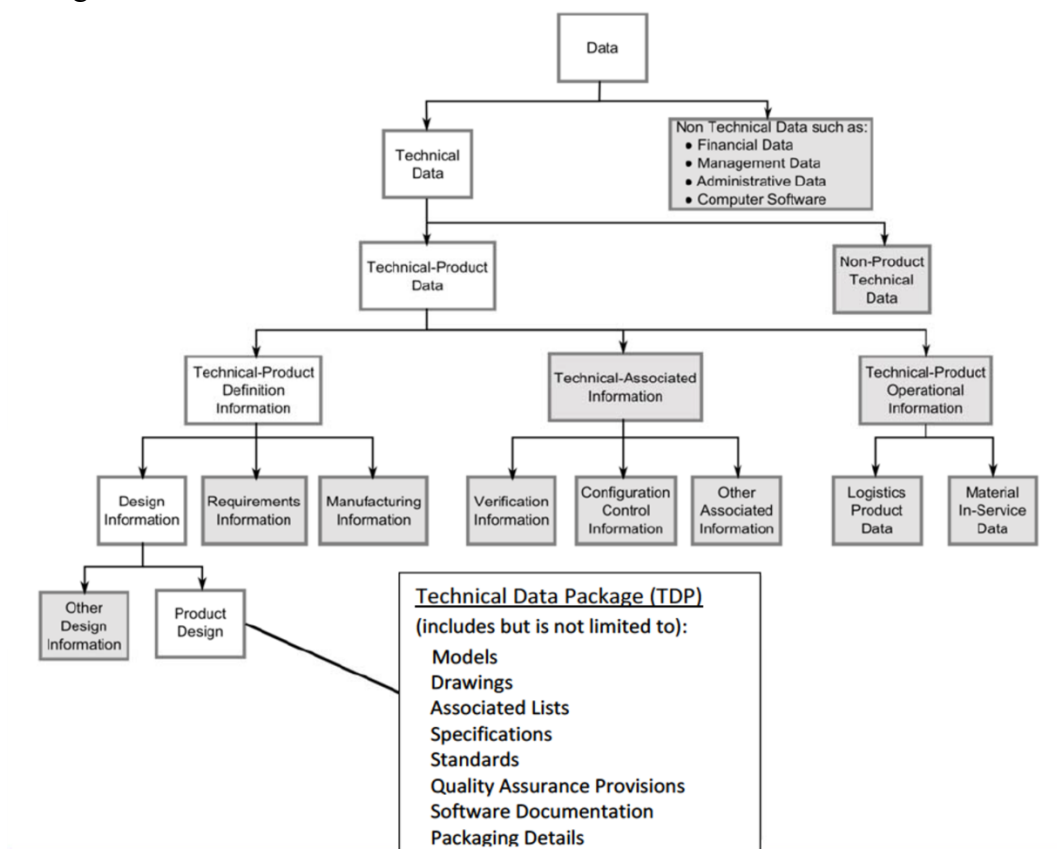 Data
Non Technical Data such as:
● Financial Data
● Management Data
● Administrative Data
● Computer Software
Technical
Data
Technical-Product
Data
Non-Product
Technical
Data
Technical-Product
Definition
Information
Technical-Associated
Information
Technical-Product
Operational
Information
Design
Information
Requirements
Information
Manufacturing
Information
Verification
Information
Configuration
Control
Information
Other
Associated
Information
Logistics
Product
Data
Material
In-Service
Data
Other
Design
Information
Product
Design
Technical Data Package (TDP)
(includes but is not limited to):
Models
Drawings
Associated Lists
Specifications
Standards
Quality Assurance Provisions
Software Documentation
Packaging Details